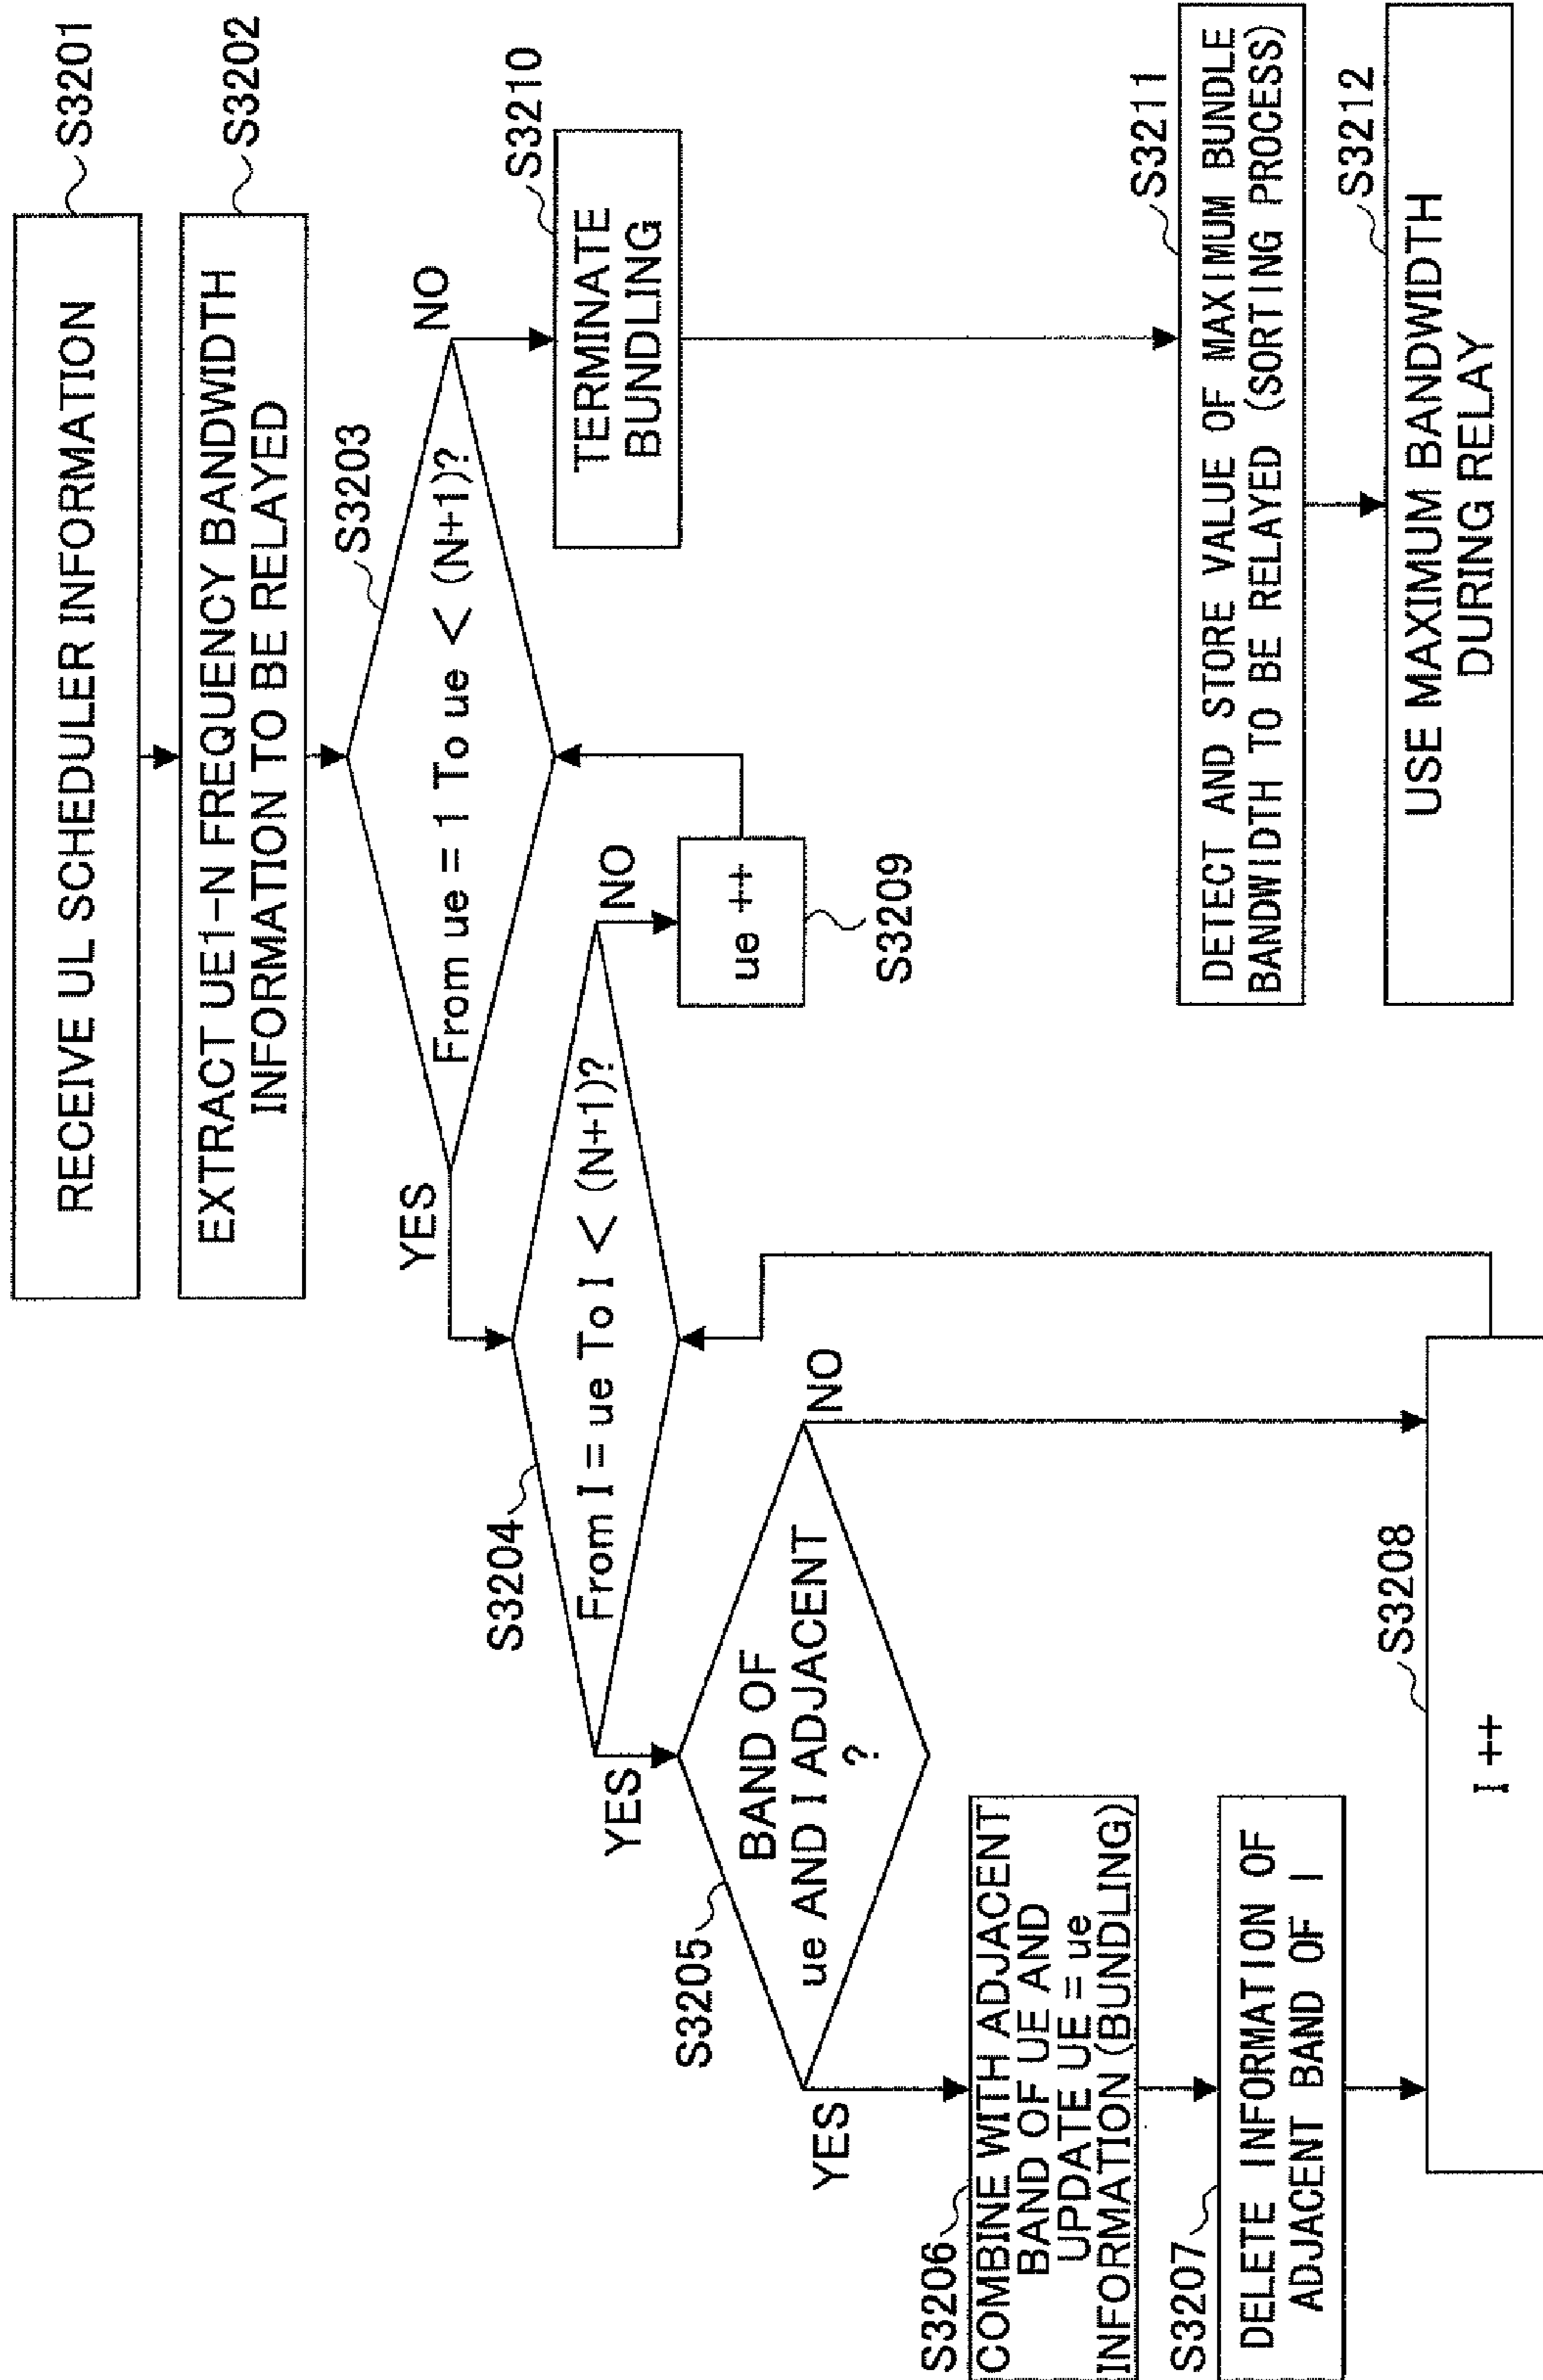 RECEIVE UL SCHEDULER INFORMATION
S3201
EXTRACT UE1-N FREQUENCY BANDWIDTH
INFORMATION TO BE RELAYED
S3202
S3203
From ue = 1 To ue < (N+1)?
YES
NO
S3204
From I = ue To I < (N+1)?
YES
NO
S3205
BAND OF
ue AND I ADJACENT
?
YES
NO
S3206
COMBINE WITH ADJACENT
BAND OF UE AND
UPDATE UE = ue
INFORMATION (BUNDLING)
S3207
DELETE INFORMATION OF
ADJACENT BAND OF I
S3208
I ++
ue ++
S3209
S3210
TERMINATE
BUNDLING
S3211
DETECT AND STORE VALUE OF MAXIMUM BUNDLE
BANDWIDTH TO BE RELAYED (SORTING PROCESS)
S3212
USE MAXIMUM BANDWIDTH
DURING RELAY